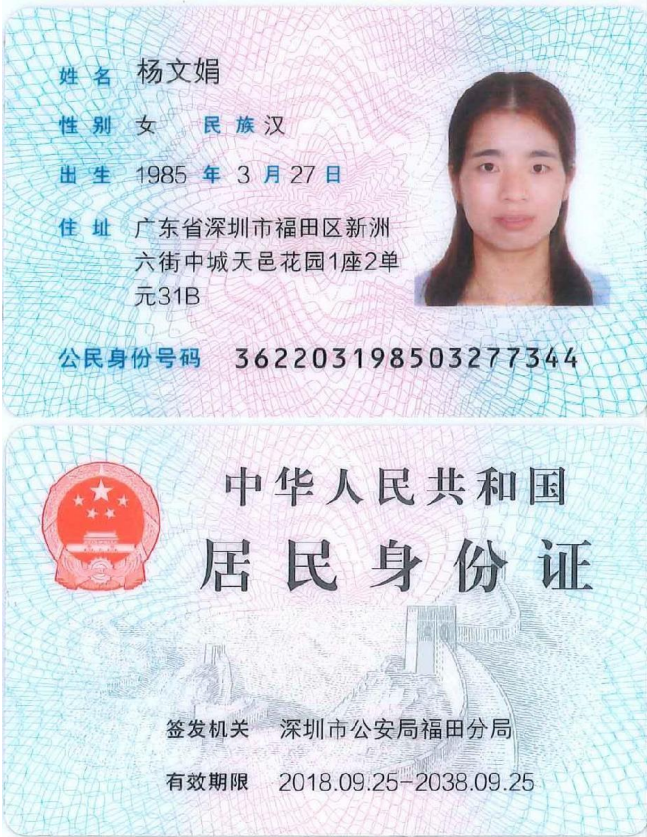 姓名 杨文娟
性别 女 民族 汉
出生 1985 年 3 月 27 日
住址 广东省深圳市福田区新洲
六街中城天邑花园1座2单
元31B
公民身份号码 362203198503277344
中华人民共和国
居民身份证
签发机关 深圳市公安局福田分局
有效期限 2018.09.25-2038.09.25